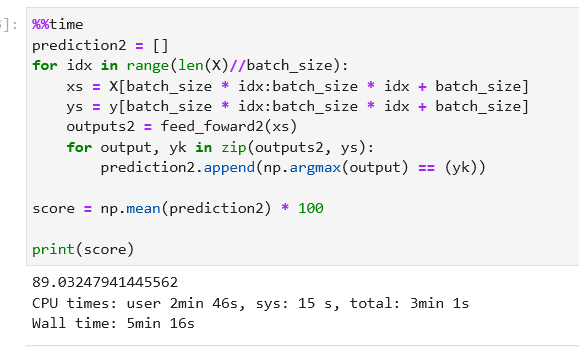 ]:
%%time
prediction2 = []
for idx in range(len(X)//batch_size):
    xs = X[batch_size * idx:batch_size * idx + batch_size]
    ys = y[batch_size * idx:batch_size * idx + batch_size]
    outputs2 = feed_foward2(xs)
    for output, yk in zip(outputs2, ys):
        prediction2.append(np.argmax(output) == (yk))

score = np.mean(prediction2) * 100

print(score)
89.03247941445562
CPU times: user 2min 46s, sys: 15 s, total: 3min 1s
Wall time: 5min 16s